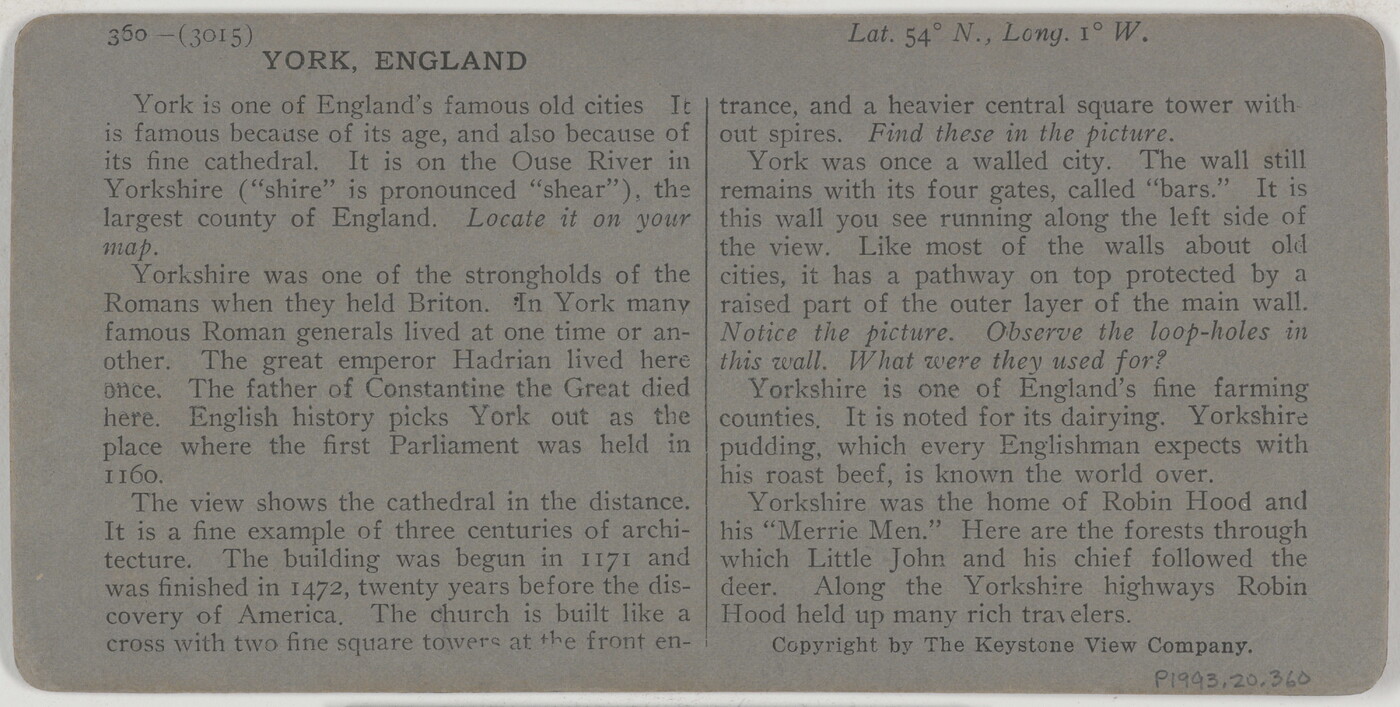 360 – (3015)
Lat. 54° N., Long. 1° W.
YORK, ENGLAND
York is one of England's famous old cities It
is famous because of its age, and also because of
its fine cathedral. It is on the Ouse River in
Yorkshire ("shire" is pronounced "shear"), the
largest county of England. Locate it on your
map.
Yorkshire was one of the strongholds of the
Romans when they held Briton. In York many
famous Roman generals lived at one time or an-
other. The great emperor Hadrian lived here
once. The father of Constantine the Great died
here. English history picks York out as the
place where the first Parliament was held in
1160.
The view shows the cathedral in the distance.
It is a fine example of three centuries of archi-
tecture. The building was begun in 1171 and
was finished in 1472, twenty years before the dis-
covery of America. The church is built like a
cross with two fine square towers at the front en-
trance, and a heavier central square tower with-
out spires. Find these in the picture.
York was once a walled city. The wall still
remains with its four gates, called "bars." It is
this wall you see running along the left side of
the view. Like most of the walls about old
cities, it has a pathway on top protected by a
raised part of the outer layer of the main wall.
Notice the picture. Observe the loop-holes in
this wall. What were they used for?
Yorkshire is one of England's fine farming
counties. It is noted for its dairying. Yorkshire
pudding, which every Englishman expects with
his roast beef, is known the world over.
Yorkshire was the home of Robin Hood and
his "Merrie Men." Here are the forests through
which Little John and his chief followed the
deer. Along the Yorkshire highways Robin
Hood held up many rich travelers.
Copyright by The Keystone View Company.
P1993.20.360